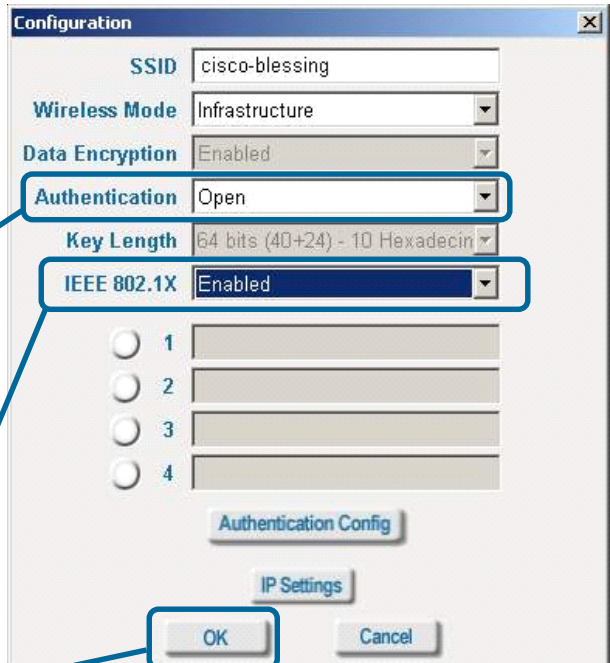 Configuration
SSID cisco-blessing
Wireless Mode Infrastructure
Data Encryption Enabled
Authentication Open
Key Length 64 bits (40+24) - 10 Hexadecin
IEEE 802.1X Enabled
1
2
3
4
Authentication Config
IP Settings
OK Cancel